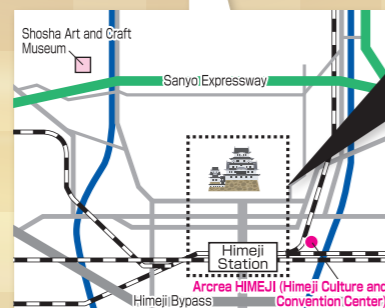 Shosha Art and Craft
Museum
Sanyo Expressway
Himeji
Station
Arcrea HIMEJI (Himeji Culture and
Convention Center)
Himeji Bypass